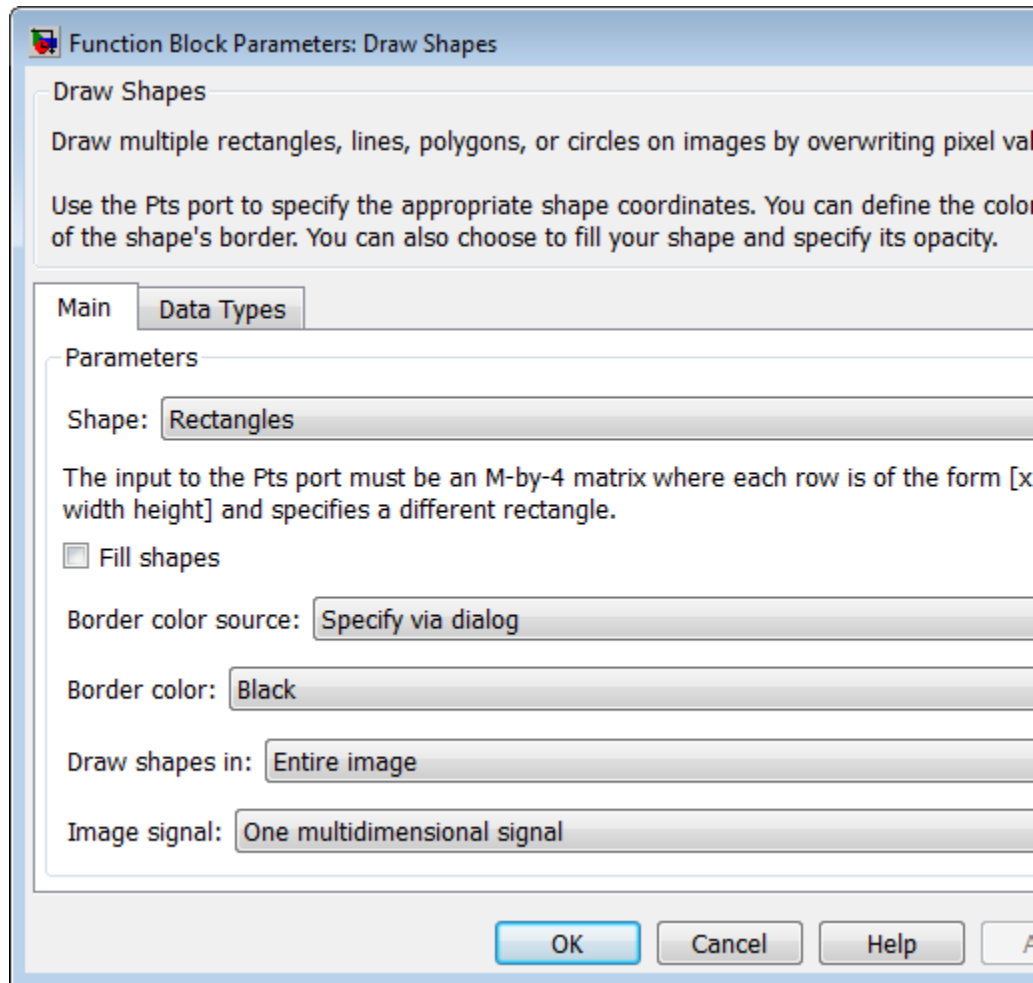 Function Block Parameters: Draw Shapes
Draw Shapes
Draw multiple rectangles, lines, polygons, or circles on images by overwriting pixel val
Use the Pts port to specify the appropriate shape coordinates. You can define the color
of the shape's border. You can also choose to fill your shape and specify its opacity.
Main Data Types
Parameters
Shape: Rectangles
The input to the Pts port must be an M-by-4 matrix where each row is of the form [x
width height] and specifies a different rectangle.
Fill shapes
Border color source: Specify via dialog
Border color: Black
Draw shapes in: Entire image
Image signal: One multidimensional signal
OK Cancel Help